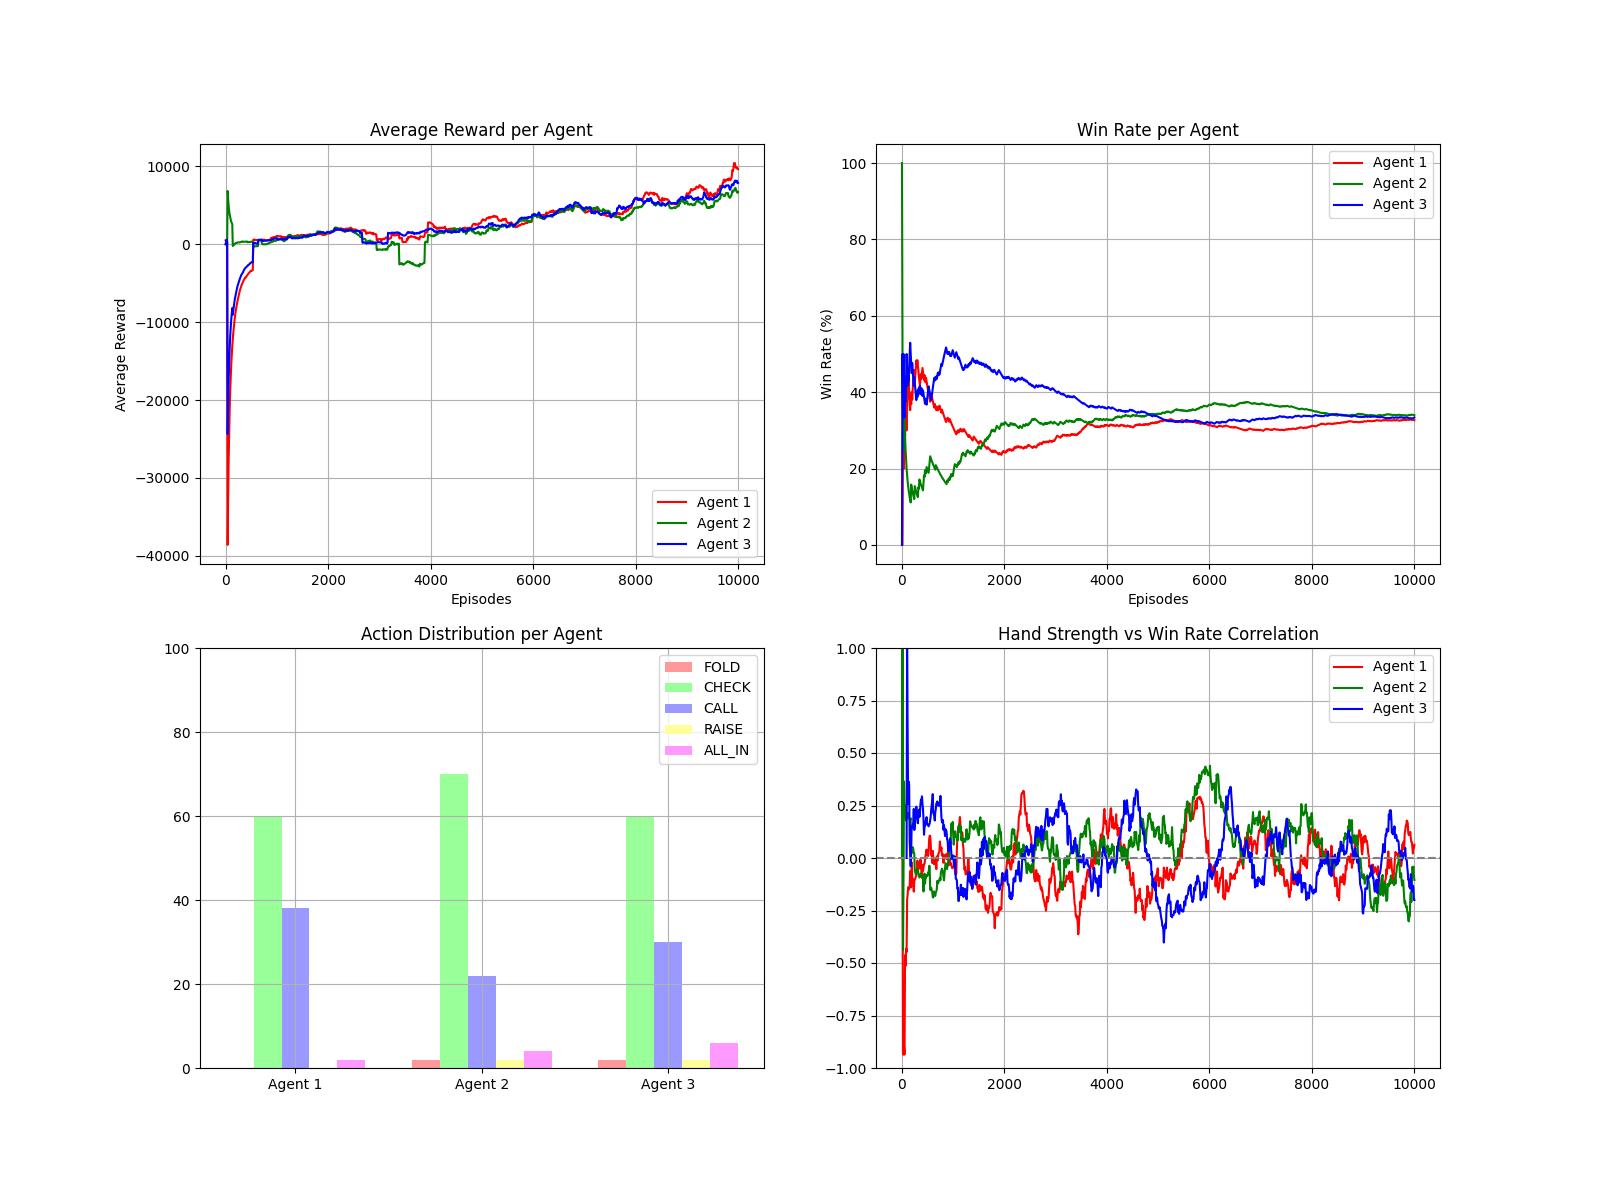 Average Reward per Agent
Average Reward
10000
0
−10000
−20000
−30000
−40000
Agent 1
Agent 2
Agent 3
0 2000 4000 6000 8000 10000
Episodes
Win Rate per Agent
Win Rate (%)
100
80
60
40
20
0
Agent 1
Agent 2
Agent 3
0 2000 4000 6000 8000 10000
Episodes
Action Distribution per Agent
100
80
60
40
20
0
FOLD
CHECK
CALL
RAISE
ALL_IN
Agent 1 Agent 2 Agent 3
Hand Strength vs Win Rate Correlation
1.00
0.75
0.50
0.25
0.00
−0.25
−0.50
−0.75
−1.00
Agent 1
Agent 2
Agent 3
0 2000 4000 6000 8000 10000